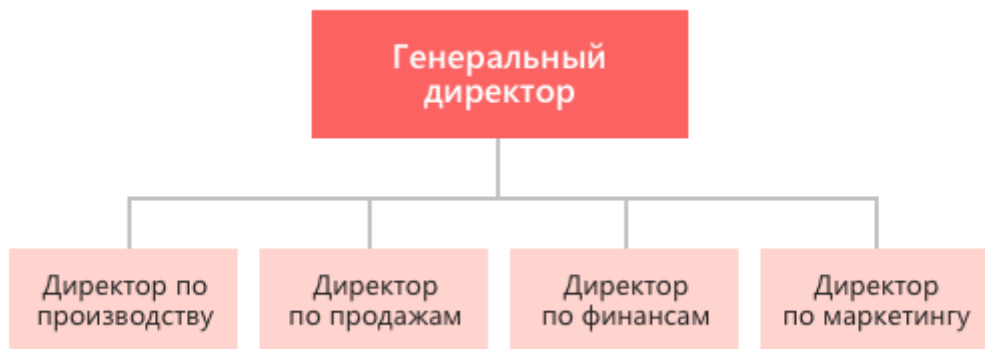 Генеральный
директор
Директор по
производству
Директор
по продажам
Директор
по финансам
Директор
по маркетингу